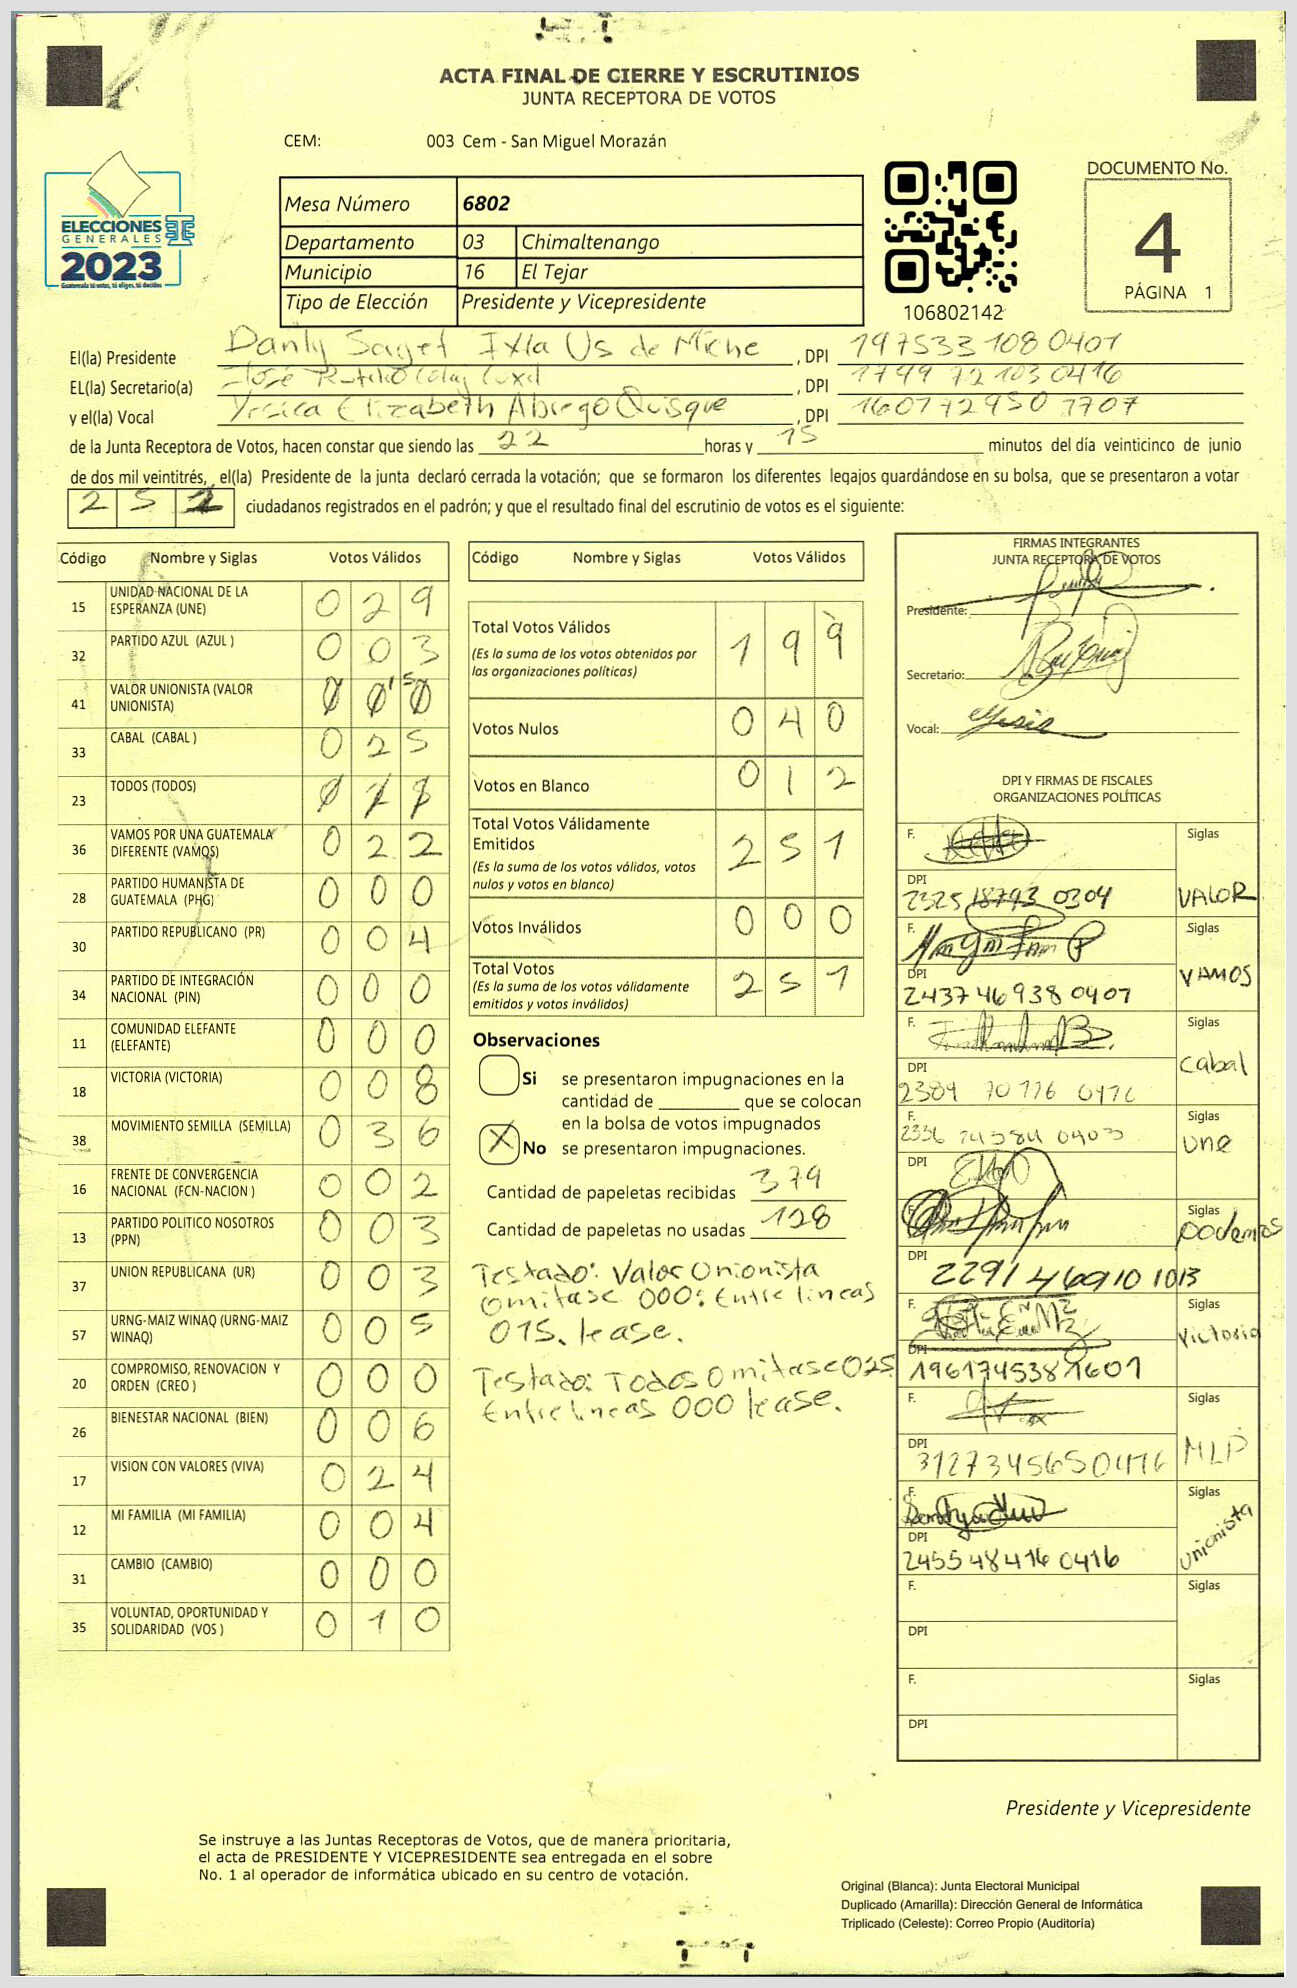 ACTA FINAL DE CIERRE Y ESCRUTINIOS
JUNTA RECEPTORA DE VOTOS
CEM: 003 Cem - San Miguel Morazán
DOCUMENTO No.
4
PÁGINA 1
ELECCIONES
GENERALES
2023
Guatemala tú votas, tú eliges, tú decides
Mesa Número 6802
Departamento 03 Chimaltenango
Municipio 16 El Tejar
Tipo de Elección Presidente y Vicepresidente
106802142
El(la) Presidente Danly Saget Ixla Us de Miche, DPI 197533108 0401
EL(la) Secretario(a) José, DPI 1799 72103 0416
y el(la) Vocal Yesica Elizabeth Abrego Quisque, DPI 160172950 1707
de la Junta Receptora de Votos, hacen constar que siendo las 22 horas y 15 minutos del día veinticinco de junio
de dos mil veintitrés, el(la) Presidente de la junta declaró cerrada la votación; que se formaron los diferentes legajos guardándose en su bolsa, que se presentaron a votar
2 5 2 ciudadanos registrados en el padrón; y que el resultado final del escrutinio de votos es el siguiente:
Código Nombre y Siglas Votos Válidos
15 UNIDAD NACIONAL DE LA ESPERANZA (UNE) 0 2 9
32 PARTIDO AZUL (AZUL ) 0 0 3
41 VALOR UNIONISTA (VALOR UNIONISTA) 0 0 0 15
33 CABAL (CABAL ) 0 2 5
23 TODOS (TODOS)
36 VAMOS POR UNA GUATEMALA DIFERENTE (VAMOS) 0 2 2
28 PARTIDO HUMANISTA DE GUATEMALA (PHG) 0 0 0
30 PARTIDO REPUBLICANO (PR) 0 0 4
34 PARTIDO DE INTEGRACIÓN NACIONAL (PIN) 0 0 0
11 COMUNIDAD ELEFANTE (ELEFANTE) 0 0 0
18 VICTORIA (VICTORIA) 0 0 8
38 MOVIMIENTO SEMILLA (SEMILLA) 0 3 6
16 FRENTE DE CONVERGENCIA NACIONAL (FCN-NACION ) 0 0 2
13 PARTIDO POLITICO NOSOTROS (PPN) 0 0 3
37 UNION REPUBLICANA (UR) 0 0 3
57 URNG-MAIZ WINAQ (URNG-MAIZ WINAQ) 0 0 5
20 COMPROMISO, RENOVACION Y ORDEN (CREO ) 0 0 0
26 BIENESTAR NACIONAL (BIEN) 0 0 6
17 VISION CON VALORES (VIVA) 0 2 4
12 MI FAMILIA (MI FAMILIA) 0 0 4
31 CAMBIO (CAMBIO) 0 0 0
35 VOLUNTAD, OPORTUNIDAD Y SOLIDARIDAD (VOS ) 0 1 0
Código Nombre y Siglas Votos Válidos
Total Votos Válidos 1 9 9
(Es la suma de los votos obtenidos por
las organizaciones políticas)
Votos Nulos 0 4 0
Votos en Blanco 0 1 2
Total Votos Válidamente
Emitidos 2 5 1
(Es la suma de los votos válidos, votos
nulos y votos en blanco)
Votos Inválidos 0 0 0
Total Votos 2 5 1
(Es la suma de los votos válidamente
emitidos y votos inválidos)
Observaciones
Si se presentaron impugnaciones en la
cantidad de ________ que se colocan
en la bolsa de votos impugnados
X No se presentaron impugnaciones.
Cantidad de papeletas recibidas 379
Cantidad de papeletas no usadas 128
Testado: Valor Unionista
omitase 000: Entre lineas
015. lease.
Testado: Todos Omitase 025
Entre lineas 000 lease.
FIRMAS INTEGRANTES
JUNTA RECEPTORA DE VOTOS
Presidente:
Secretario:
Vocal:
DPI Y FIRMAS DE FISCALES
ORGANIZACIONES POLÍTICAS
F. Siglas
DPI 2325 18793 0304 VALOR
F. Siglas
DPI 2437 46938 0407 VAMOS
F. Siglas
DPI 2389 70776 0476 Cabal
F. Siglas
DPI une
F. Siglas
DPI 2291 46910 1013 podemos
F. Siglas
DPI 196174538 1601 Victoria
F. Siglas
DPI 312734565 0416 MLP
F. Siglas
DPI 2455 48416 0416 unionista
F. Siglas
DPI
F. Siglas
DPI
Presidente y Vicepresidente
Se instruye a las Juntas Receptoras de Votos, que de manera prioritaria,
el acta de PRESIDENTE Y VICEPRESIDENTE sea entregada en el sobre
No. 1 al operador de informática ubicado en su centro de votación.
Original (Blanca): Junta Electoral Municipal
Duplicado (Amarilla): Dirección General de Informática
Triplicado (Celeste): Correo Propio (Auditoría)